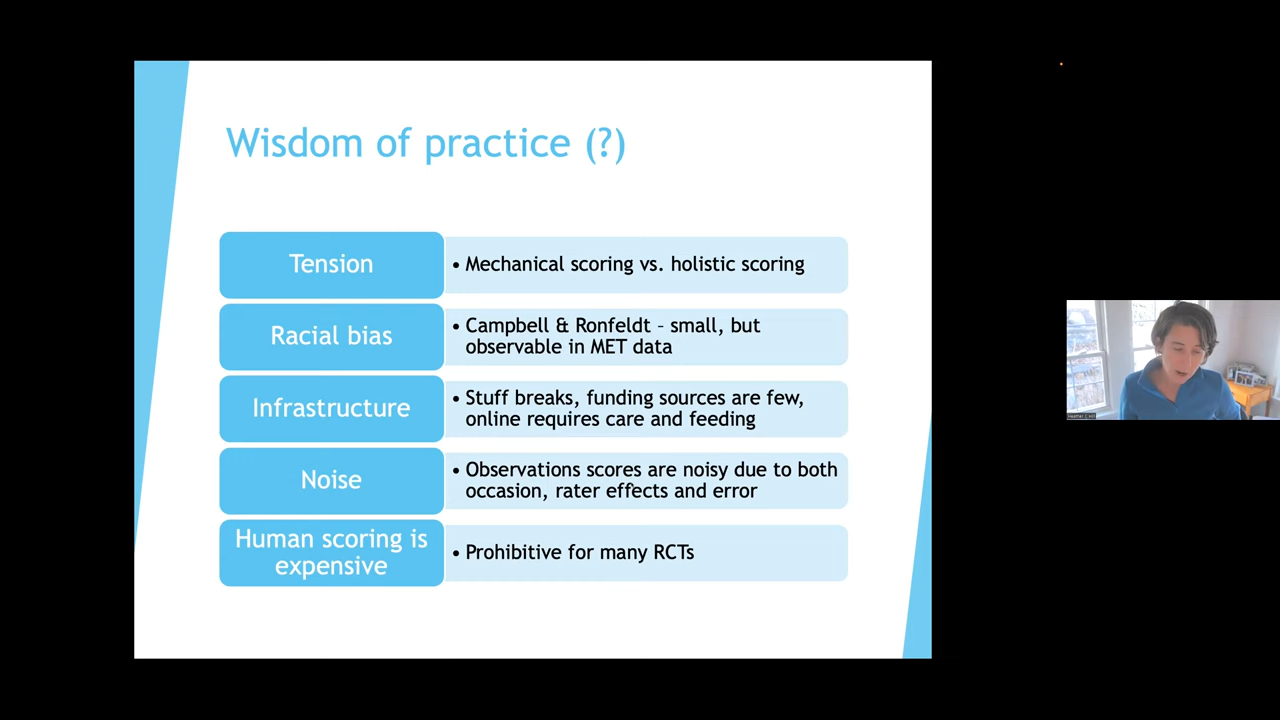 Wisdom of practice (?)
Tension
• Mechanical scoring vs. holistic scoring
Racial bias
• Campbell & Ronfeldt – small, but
observable in MET data
Infrastructure
• Stuff breaks, funding sources are few,
online requires care and feeding
Noise
• Observations scores are noisy due to both
occasion, rater effects and error
Human scoring is
expensive
• Prohibitive for many RCTs